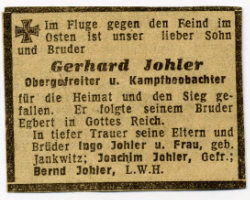 Im Fluge gegen den Feind im
Osten ist unser lieber Sohn
und Bruder
Gerhard Johler
Obergefreiter u. Kampfbeobachter
für die Heimat und den Sieg ge-
fallen. Er folgte seinem Bruder
Egbert in Gottes Reich.
In tiefer Trauer seine Eltern und
Brüder Ingo Johler u. Frau, geb.
Jankwitz; Joachim Johler, Gefr.;
Bernd Johler, L.W.H.